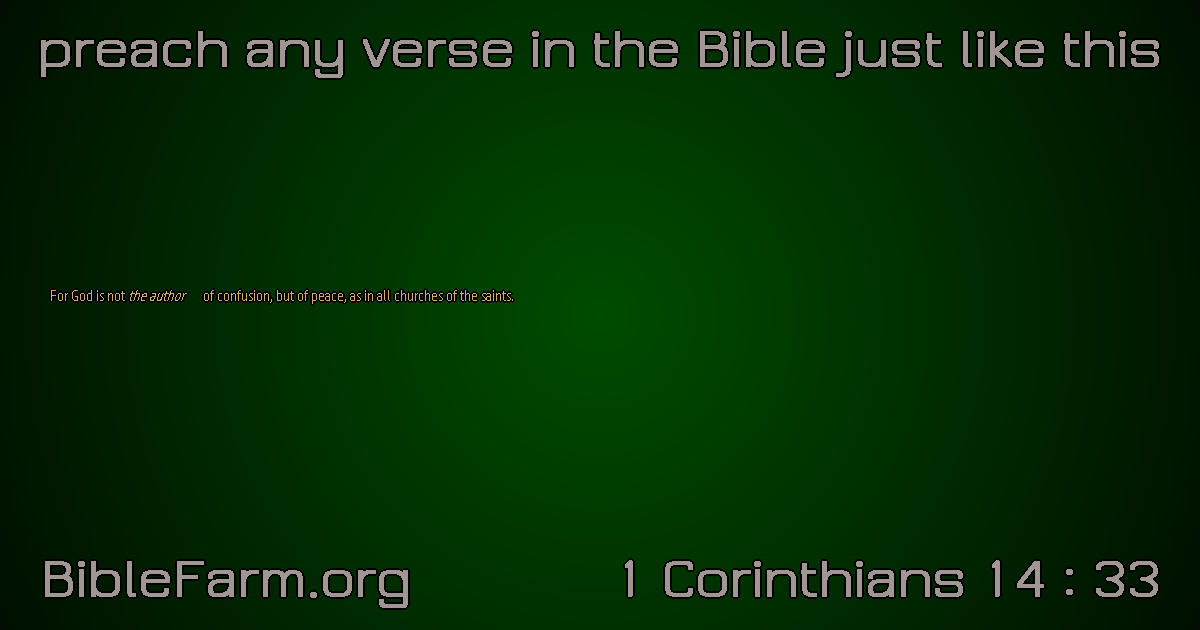 preach any verse in the Bible just like this
For God is not the author of confusion, but of peace, as in all churches of the saints.
BibleFarm.org
1 Corinthians 14 : 33